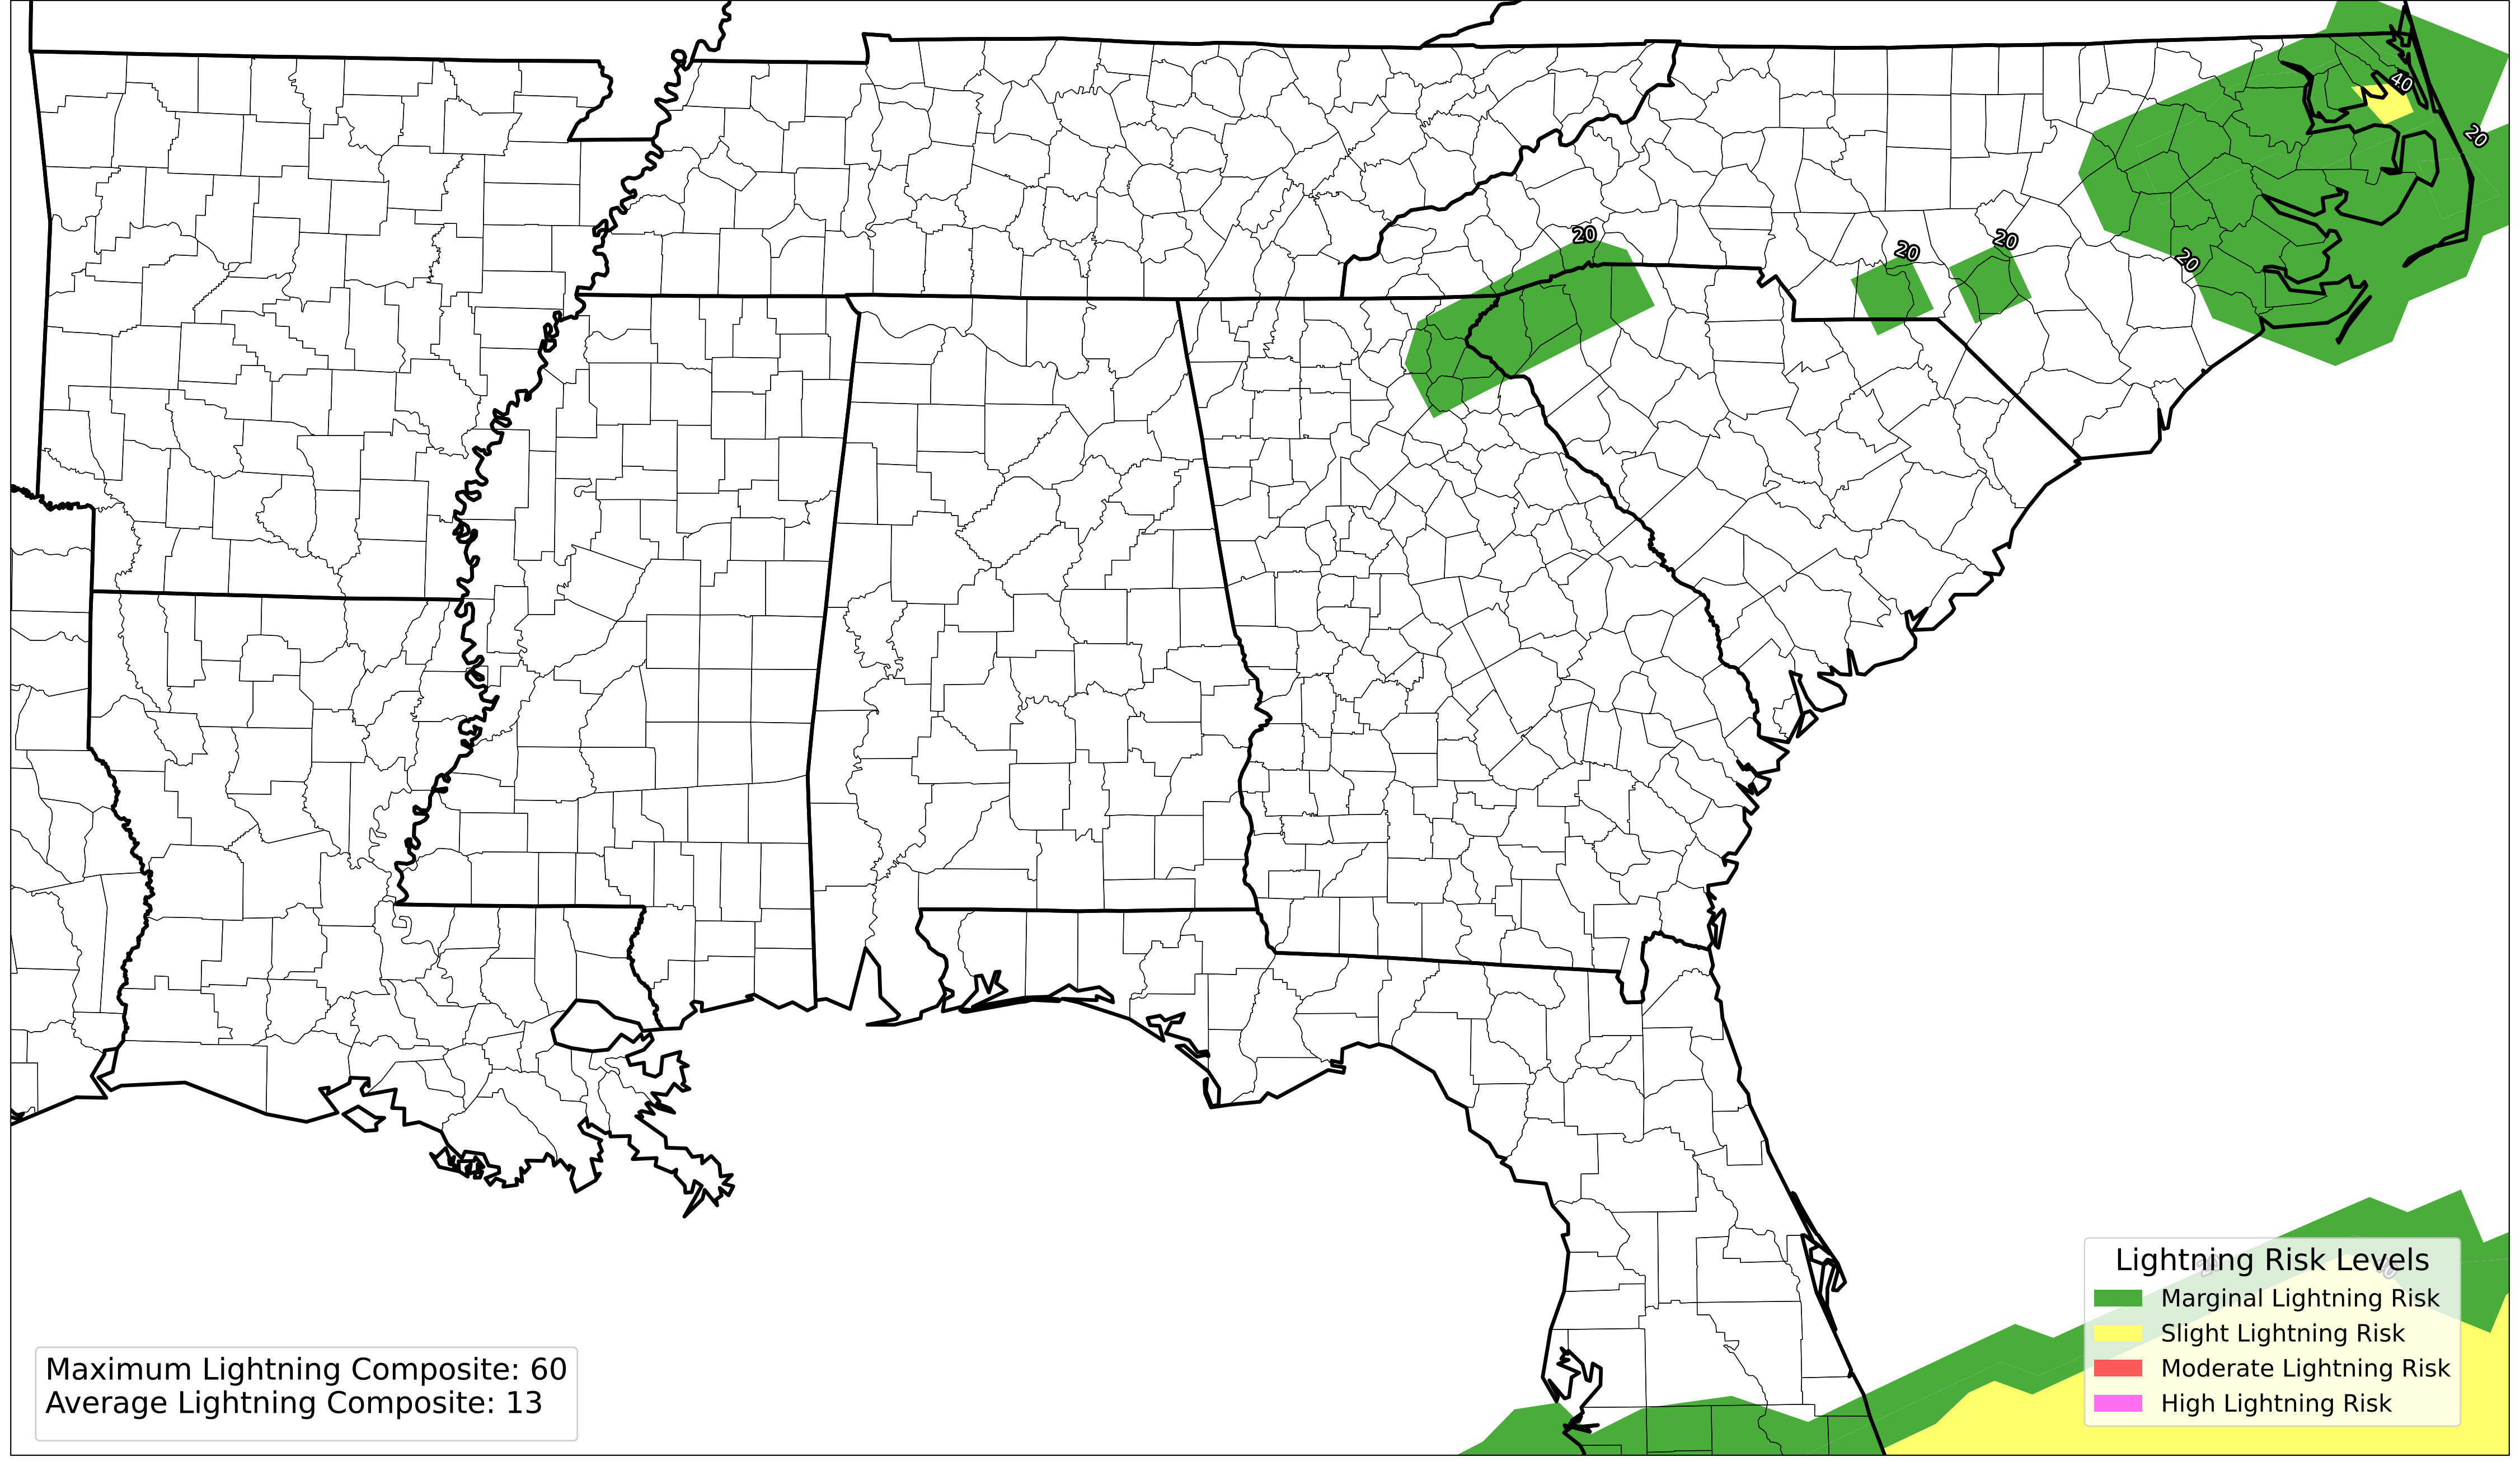 40
20
20
20
20
20
Lightning Risk Levels
Marginal Lightning Risk
Slight Lightning Risk
Moderate Lightning Risk
High Lightning Risk
Maximum Lightning Composite: 60
Average Lightning Composite: 13